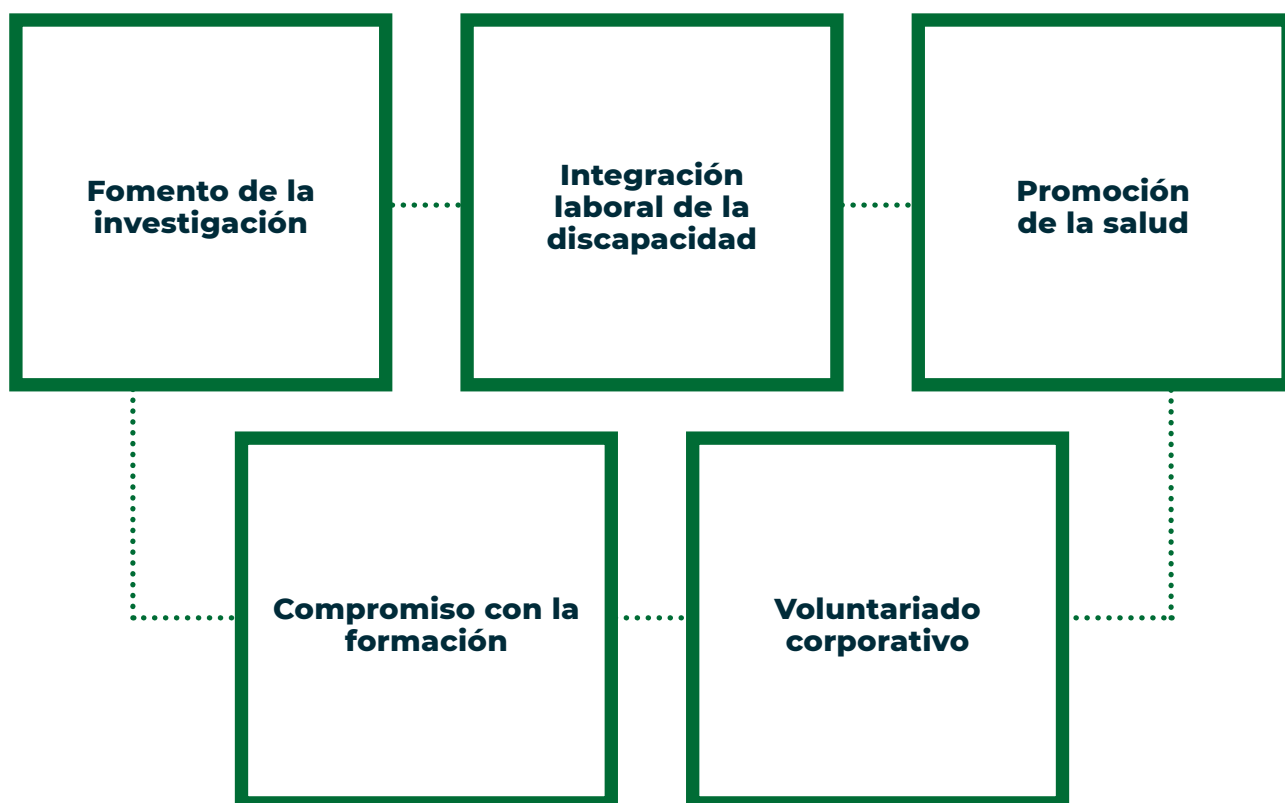 Fomento de la
investigación
Integración
laboral de la
discapacidad
Promoción
de la salud
Compromiso con la
formación
Voluntariado
corporativo